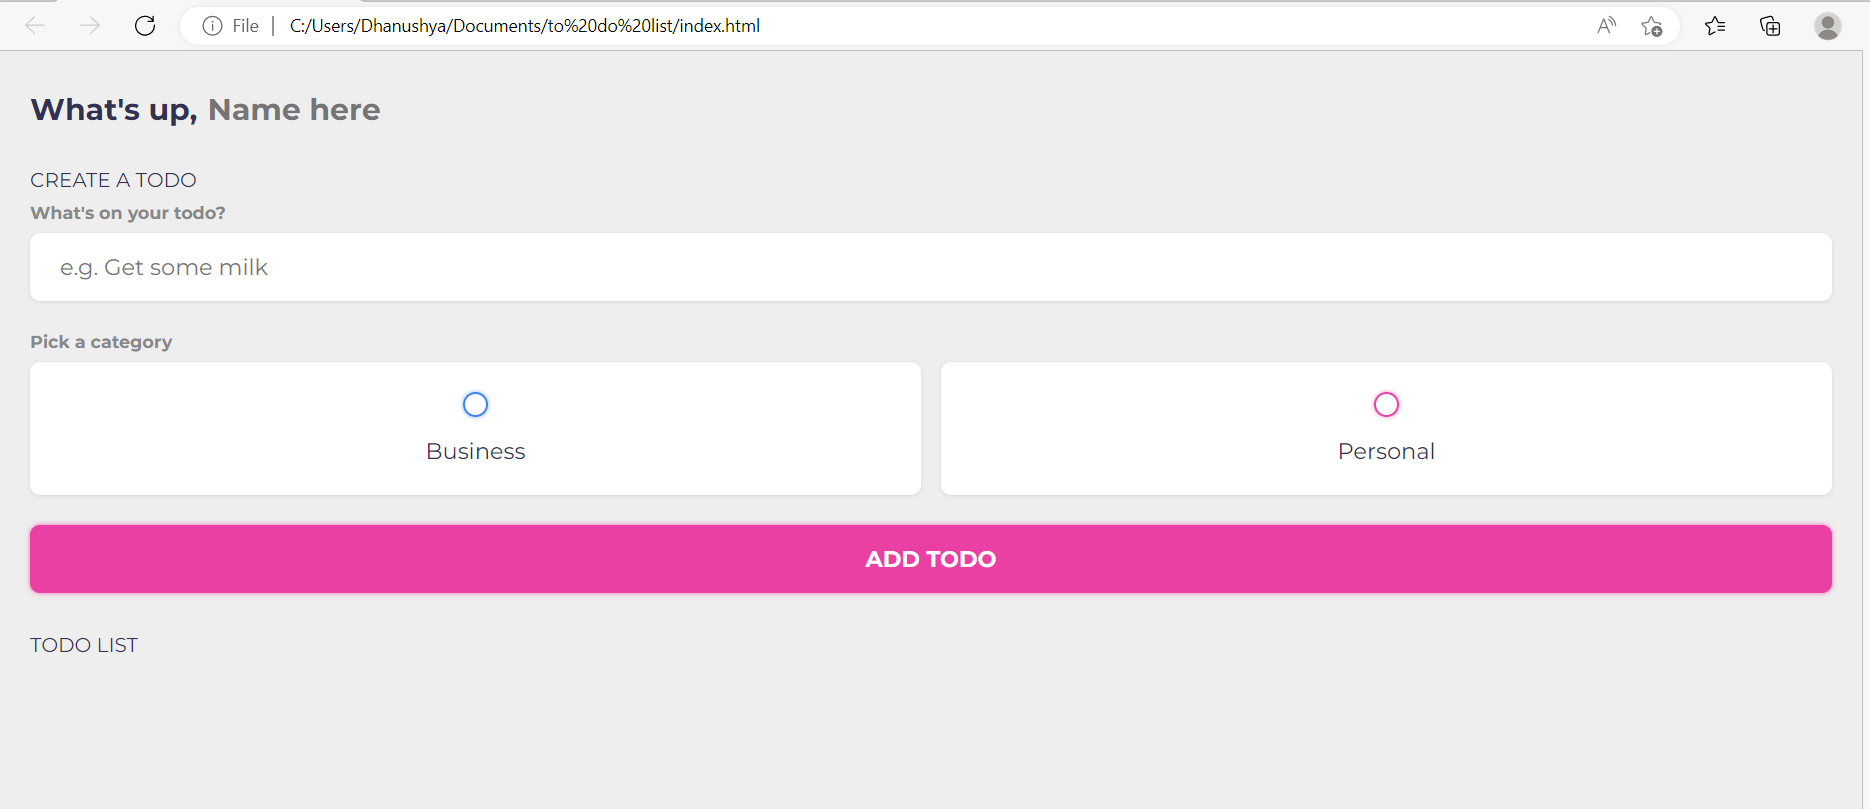 File C:/Users/Dhanushya/Documents/to%20do%20list/index.html
What's up, Name here
CREATE A TODO
What's on your todo?
e.g. Get some milk
Pick a category
Business Personal
ADD TODO
TODO LIST